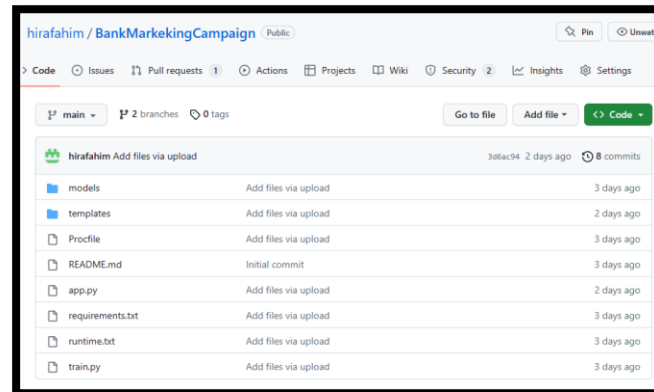 hirafahim / BankMarkekingCampaign Public Pin Unwat
Code Issues Pull requests 1 Actions Projects Wiki Security 2 Insights Settings
main 2 branches 0 tags Go to file Add file Code
hirafahim Add files via upload 3d6ac94 2 days ago 8 commits
models Add files via upload 3 days ago
templates Add files via upload 2 days ago
Procfile Add files via upload 3 days ago
README.md Initial commit 3 days ago
app.py Add files via upload 2 days ago
requirements.txt Add files via upload 3 days ago
runtime.txt Add files via upload 3 days ago
train.py Add files via upload 3 days ago